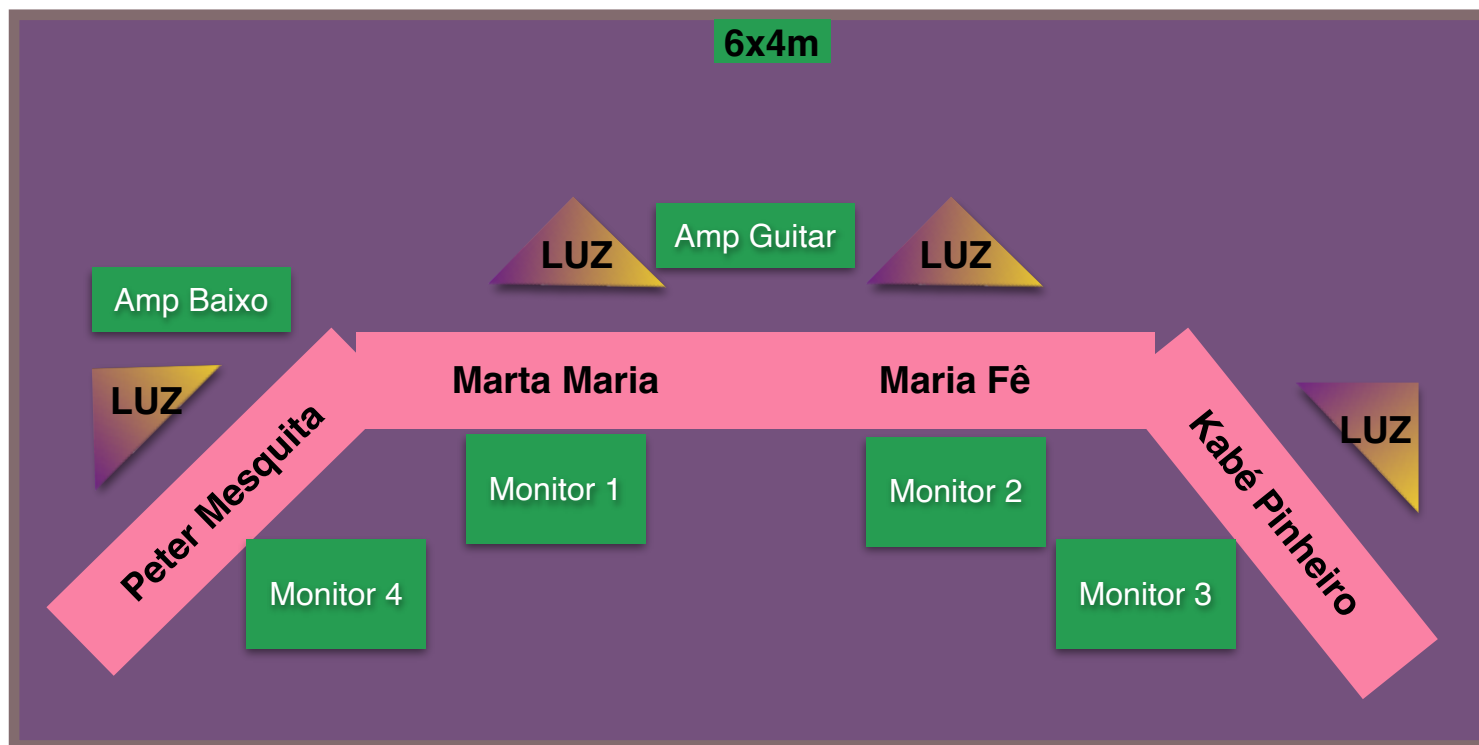 6x4m
LUZ
Amp Guitar
LUZ
Amp Baixo
LUZ
Marta Maria
Maria Fê
LUZ
Peter Mesquita
Kabé Pinheiro
Monitor 1
Monitor 2
Monitor 4
Monitor 3